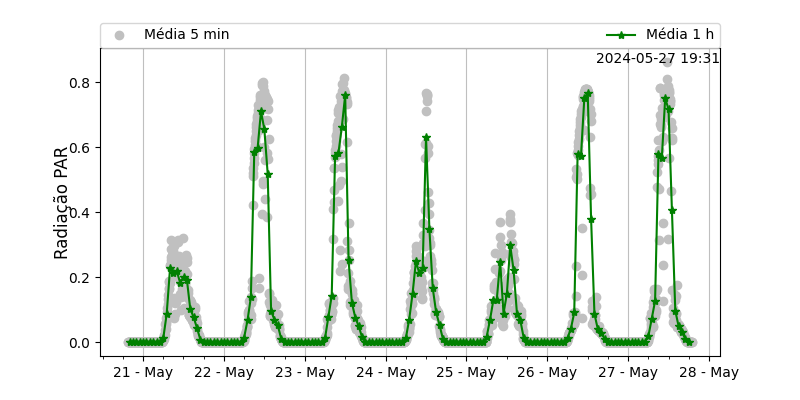 Média 5 min
Média 1 h
2024-05-27 19:31
Radiação PAR
0.8
0.6
0.4
0.2
0.0
21 - May
22 - May
23 - May
24 - May
25 - May
26 - May
27 - May
28 - May